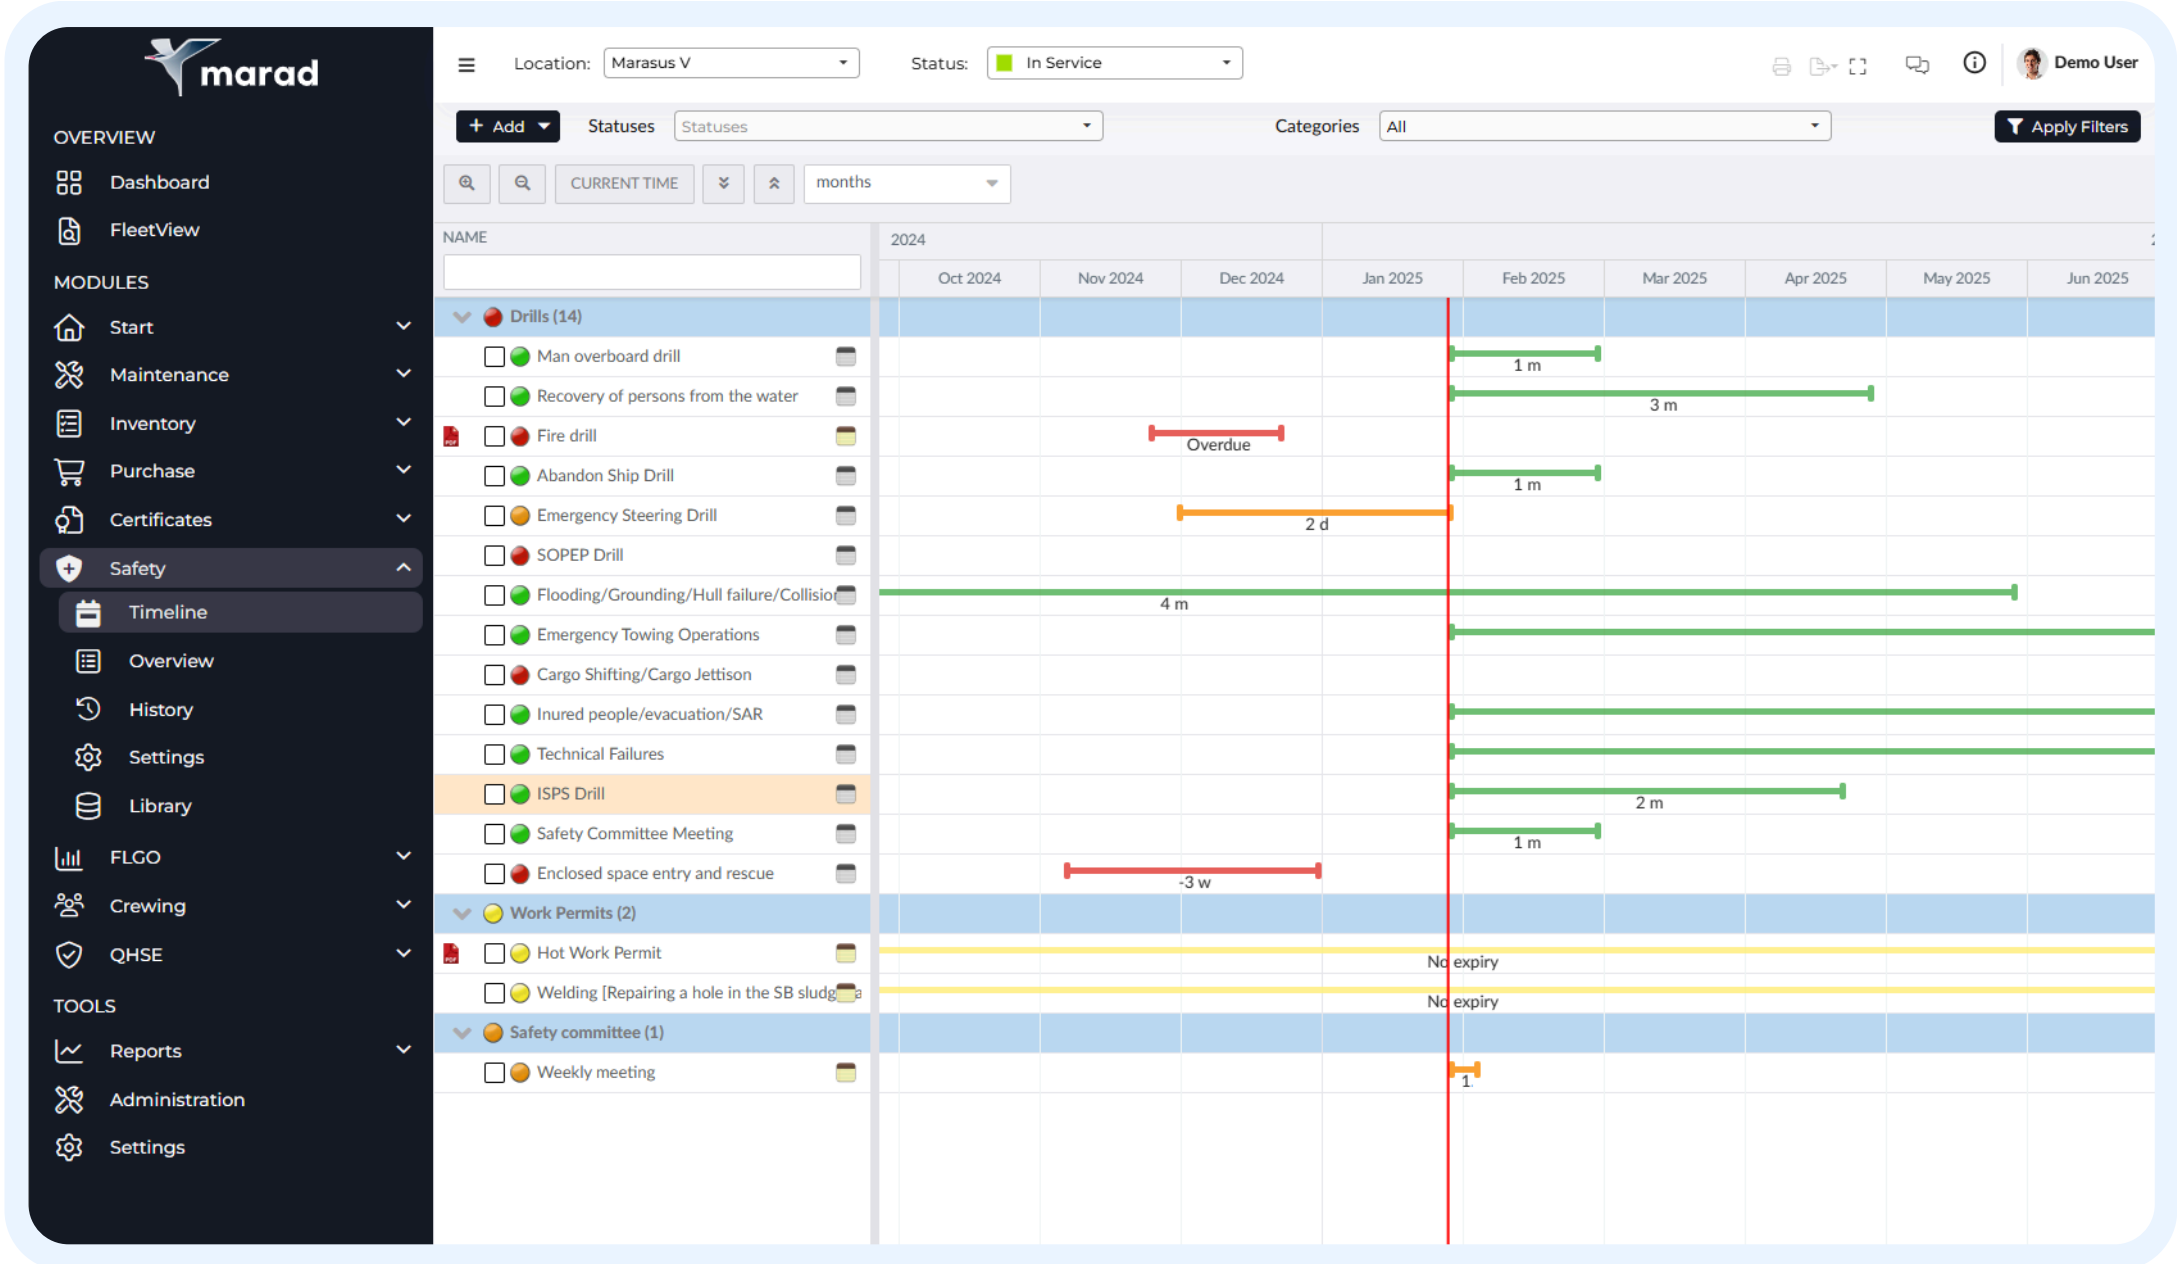 marad
Location: Marasus V Status: In Service Demo User
OVERVIEW
Dashboard
FleetView
MODULES
Start
Maintenance
Inventory
Purchase
Certificates
Safety
Timeline
Overview
History
Settings
Library
FLGO
Crewing
QHSE
TOOLS
Reports
Administration
Settings
+ Add Statuses Statuses Categories All Apply Filters
CURRENT TIME months
NAME 2024
Oct 2024 Nov 2024 Dec 2024 Jan 2025 Feb 2025 Mar 2025 Apr 2025 May 2025 Jun 2025
Drills (14)
Man overboard drill 1 m
Recovery of persons from the water 3 m
PDF Fire drill Overdue
Abandon Ship Drill 1 m
Emergency Steering Drill 2 d
SOPEP Drill
Flooding/Grounding/Hull failure/Collision 4 m
Emergency Towing Operations
Cargo Shifting/Cargo Jettison
Inured people/evacuation/SAR
Technical Failures
ISPS Drill 2 m
Safety Committee Meeting 1 m
Enclosed space entry and rescue -3 w
Work Permits (2)
PDF Hot Work Permit No expiry
Welding [Repairing a hole in the SB No expiry
Safety committee (1)
Weekly meeting 1